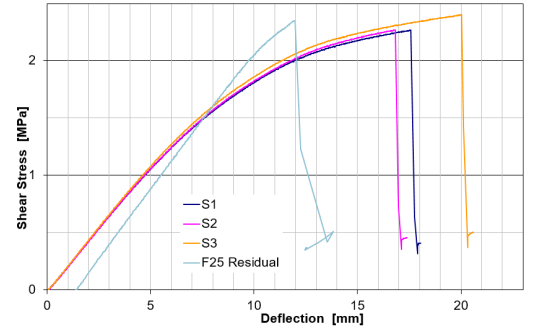 Shear Stress [MPa]
2
1
0
S1
S2
S3
F25 Residual
0 5 10 15 20
Deflection [mm]